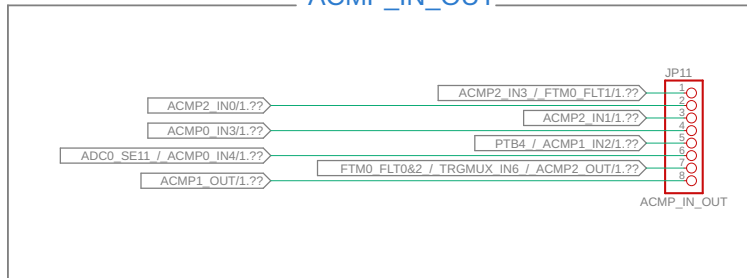 ACMP_IN_OUT
JP11
ACMP2_IN3_/_FTM0_FLT1/1.?? 1
ACMP2_IN0/1.?? 2
ACMP2_IN1/1.?? 3
ACMP0_IN3/1.?? 4
PTB4_/_ACMP1_IN2/1.?? 5
ADC0_SE11_/_ACMP0_IN4/1.?? 6
FTM0_FLT0&2_/_TRGMUX_IN6_/_ACMP2_OUT/1.?? 7
ACMP1_OUT/1.?? 8
ACMP_IN_OUT